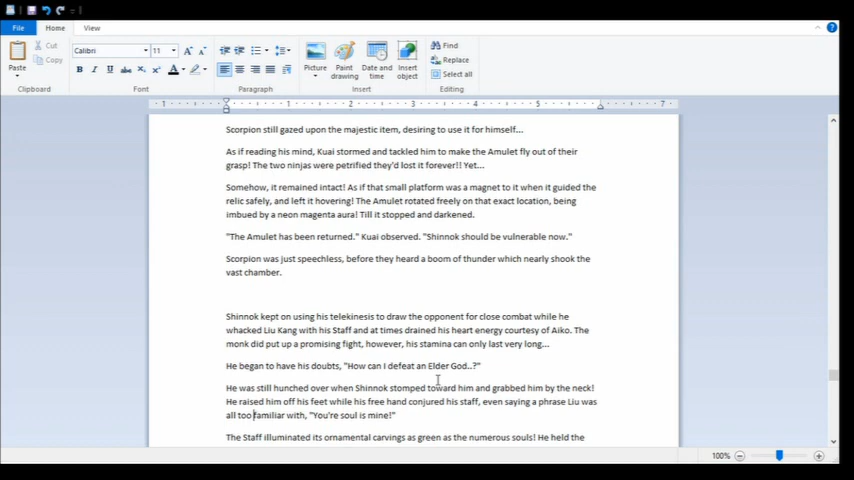 File Home View
Cut
Copy
Paste
Clipboard
Calibri 11
B I U abc X₂ X² A
Font
Paragraph
Picture Paint drawing Date and time Insert object
Insert
Find
Replace
Select all
Editing
1 1 2 3 4 5 7
Scorpion still gazed upon the majestic item, desiring to use it for himself...
As if reading his mind, Kuai stormed and tackled him to make the Amulet fly out of their
grasp! The two ninjas were petrified they'd lost it forever!! Yet...
Somehow, it remained intact! As if that small platform was a magnet to it when it guided the
relic safely, and left it hovering! The Amulet rotated freely on that exact location, being
imbued by a neon magenta aura! Till it stopped and darkened.
"The Amulet has been returned." Kuai observed. "Shinnok should be vulnerable now."
Scorpion was just speechless, before they heard a boom of thunder which nearly shook the
vast chamber.
Shinnok kept on using his telekinesis to draw the opponent for close combat while he
whacked Liu Kang with his Staff and at times drained his heart energy courtesy of Aiko. The
monk did put up a promising fight, however, his stamina can only last very long...
He began to have his doubts, "How can I defeat an Elder God..?"
He was still hunched over when Shinnok stomped toward him and grabbed him by the neck!
He raised him off his feet while his free hand conjured his staff, even saying a phrase Liu was
all too familiar with, "You're soul is mine!"
The Staff illuminated its ornamental carvings as green as the numerous souls! He held the
100%